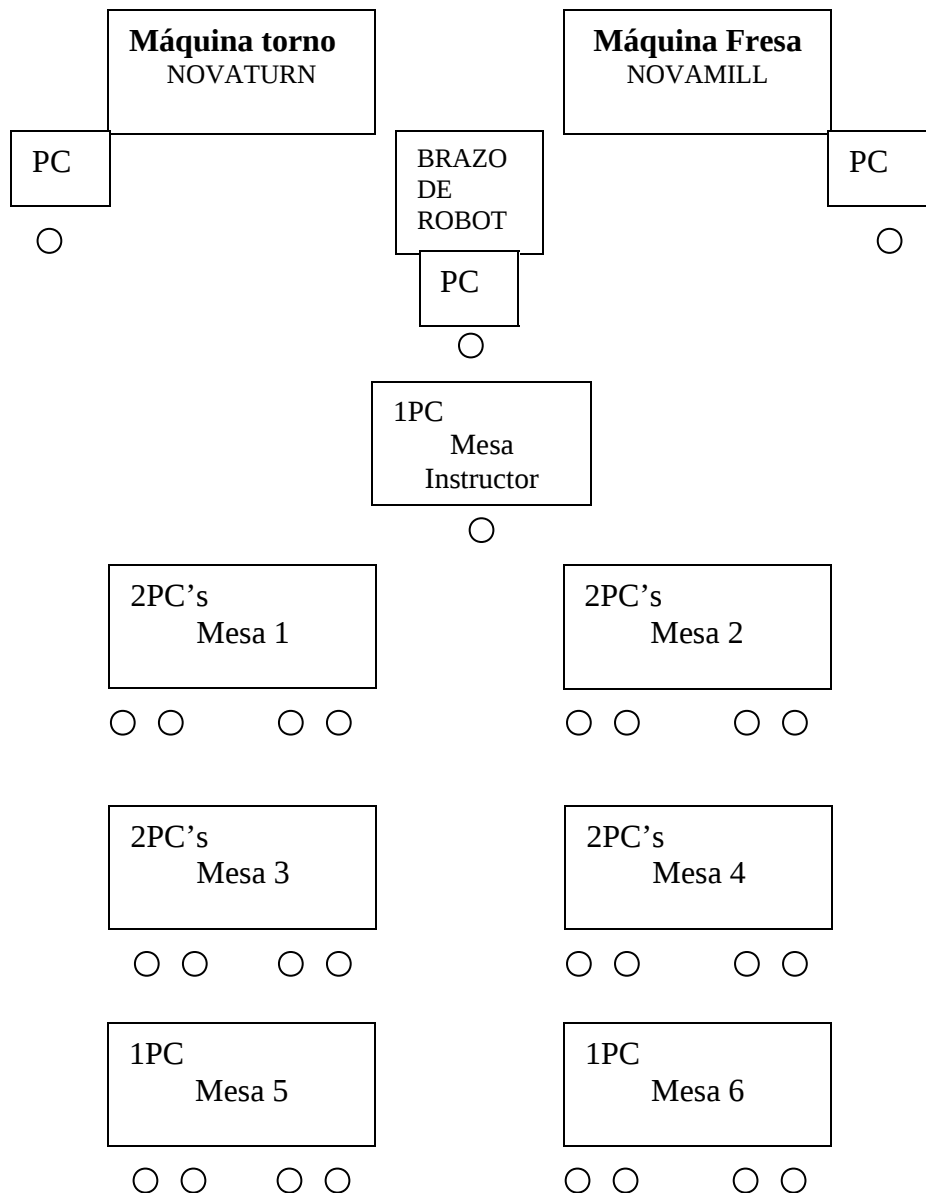 Máquina torno
NOVATURN
Máquina Fresa
NOVAMILL
PC
BRAZO
DE
ROBOT
PC
PC
1PC
Mesa
Instructor
2PC’s
Mesa 1
2PC’s
Mesa 2
2PC’s
Mesa 3
2PC’s
Mesa 4
1PC
Mesa 5
1PC
Mesa 6